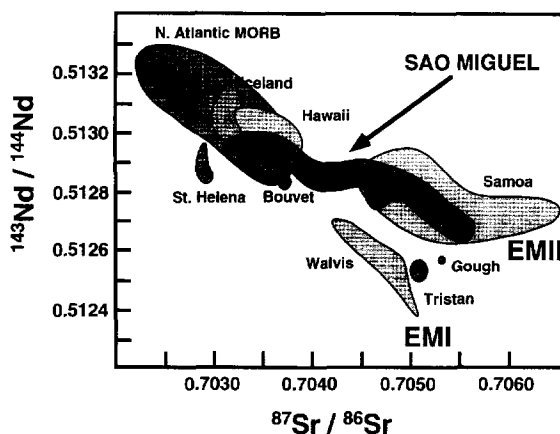 N. Atlantic MORB
Iceland
SAO MIGUEL
Hawaii
St. Helena
Bouvet
Samoa
EMII
Walvis
Gough
Tristan
EMI
0.5132
0.5130
0.5128
0.5126
0.5124
143Nd / 144Nd
0.7030 0.7040 0.7050 0.7060
87Sr / 86Sr